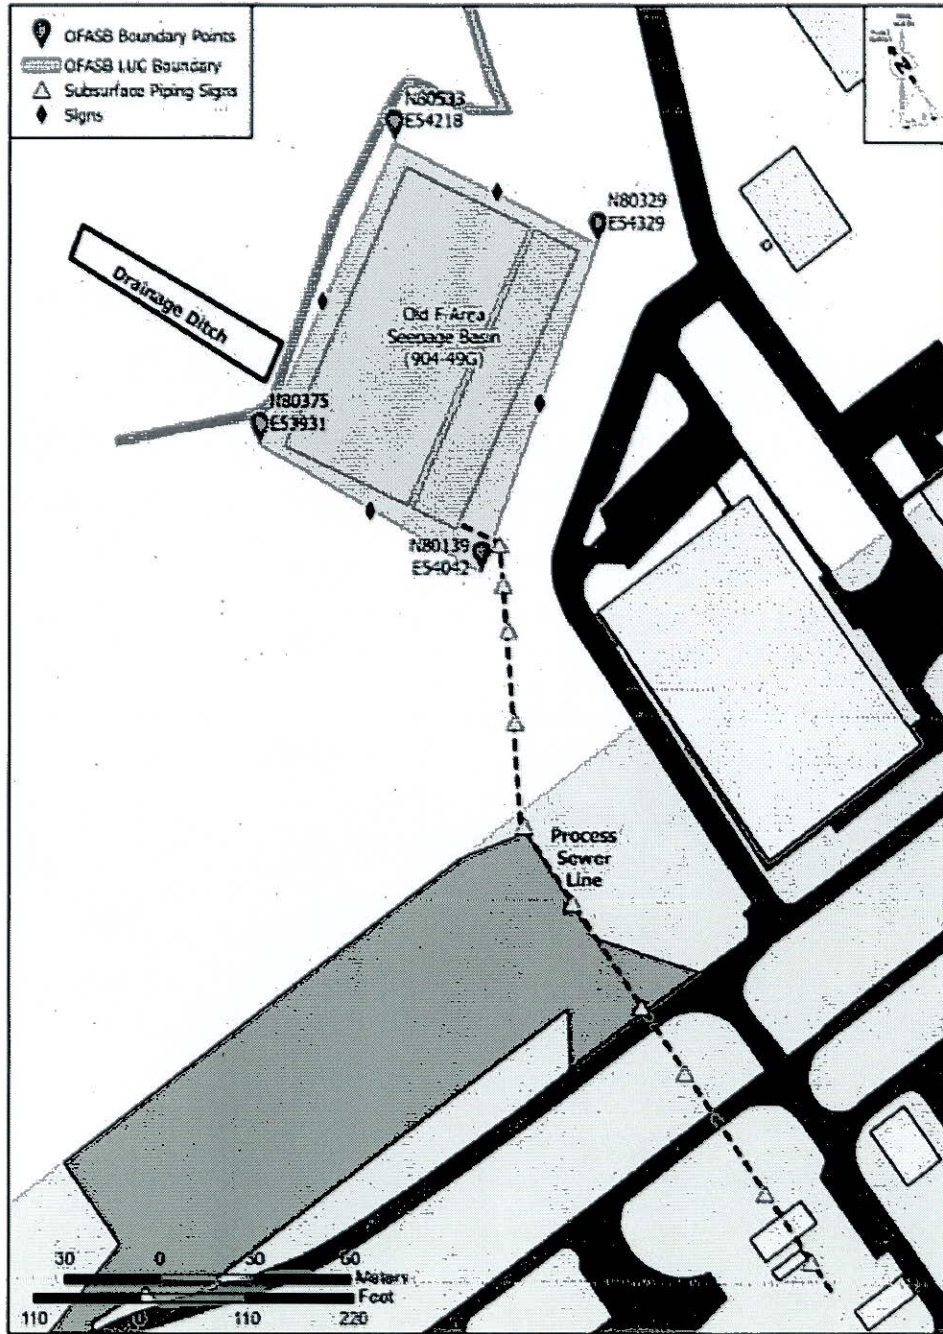 OFASB Boundary Points
OFASB LUC Boundary
Subsurface Piping Signs
Signs
N80533
E54218
N80329
E54329
Drainage Ditch
Old F-Area
Seepage Basin
(904-49G)
N80375
E53931
N80139
E54042
Process
Sewer
Line
30 0 30 60
Meters
Feet
110 0 110 220
N